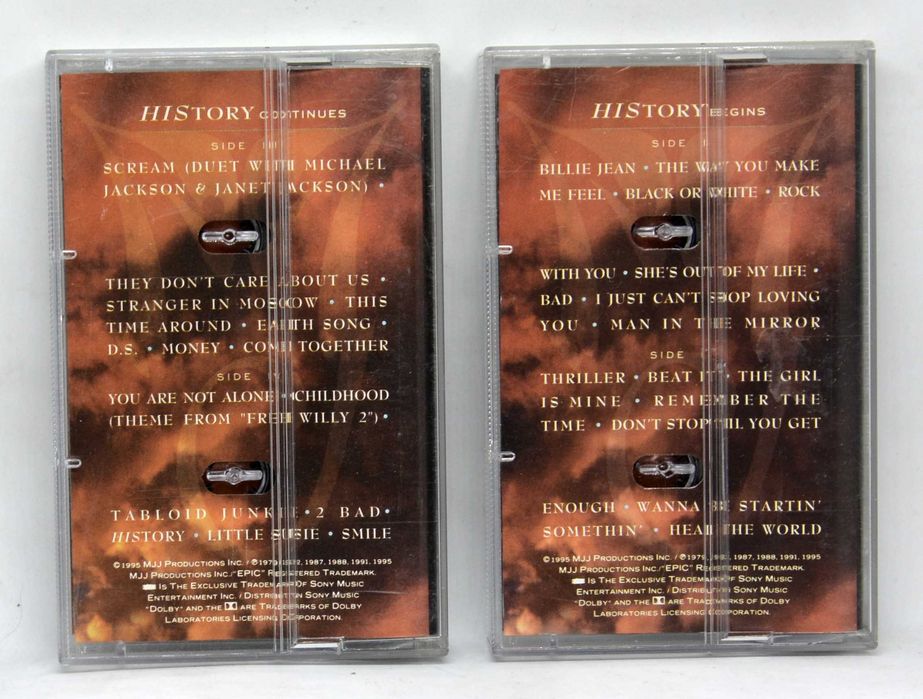 HISTORY CONTINUES
SIDE III
SCREAM (DUET WITH MICHAEL
JACKSON & JANET JACKSON) •
THEY DON'T CARE ABOUT US •
STRANGER IN MOSCOW • THIS
TIME AROUND • EARTH SONG •
D.S. • MONEY • COME TOGETHER
SIDE IV
YOU ARE NOT ALONE • CHILDHOOD
(THEME FROM "FREE WILLY 2") •
TABLOID JUNKIE • 2 BAD •
HISTORY • LITTLE SUSIE • SMILE
© 1995 MJJ PRODUCTIONS INC. / ℗ 1979, 1982, 1987, 1988, 1991, 1995
MJJ PRODUCTIONS INC./"EPIC" REGISTERED TRADEMARK.
IS THE EXCLUSIVE TRADEMARK OF SONY MUSIC
ENTERTAINMENT INC. / DISTRIBUTION SONY MUSIC
"DOLBY" AND THE ARE TRADEMARKS OF DOLBY
LABORATORIES LICENSING CORPORATION.
HISTORY BEGINS
SIDE I
BILLIE JEAN • THE WAY YOU MAKE
ME FEEL • BLACK OR WHITE • ROCK
WITH YOU • SHE'S OUT OF MY LIFE •
BAD • I JUST CAN'T STOP LOVING
YOU • MAN IN THE MIRROR
SIDE II
THRILLER • BEAT IT • THE GIRL
IS MINE • REMEMBER THE
TIME • DON'T STOP 'TIL YOU GET
ENOUGH • WANNA BE STARTIN'
SOMETHIN' • HEAL THE WORLD
© 1995 MJJ PRODUCTIONS INC. / ℗ 1979, 1982, 1987, 1988, 1991, 1995
MJJ PRODUCTIONS INC./"EPIC" REGISTERED TRADEMARK.
IS THE EXCLUSIVE TRADEMARK OF SONY MUSIC
ENTERTAINMENT INC. / DISTRIBUTION SONY MUSIC
"DOLBY" AND THE ARE TRADEMARKS OF DOLBY
LABORATORIES LICENSING CORPORATION.